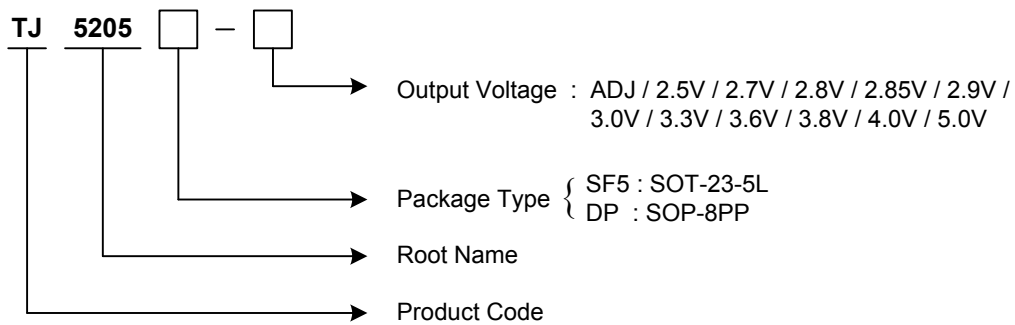 TJ 5205 –
Output Voltage : ADJ / 2.5V / 2.7V / 2.8V / 2.85V / 2.9V /
3.0V / 3.3V / 3.6V / 3.8V / 4.0V / 5.0V
Package Type { SF5 : SOT-23-5L
DP : SOP-8PP
Root Name
Product Code